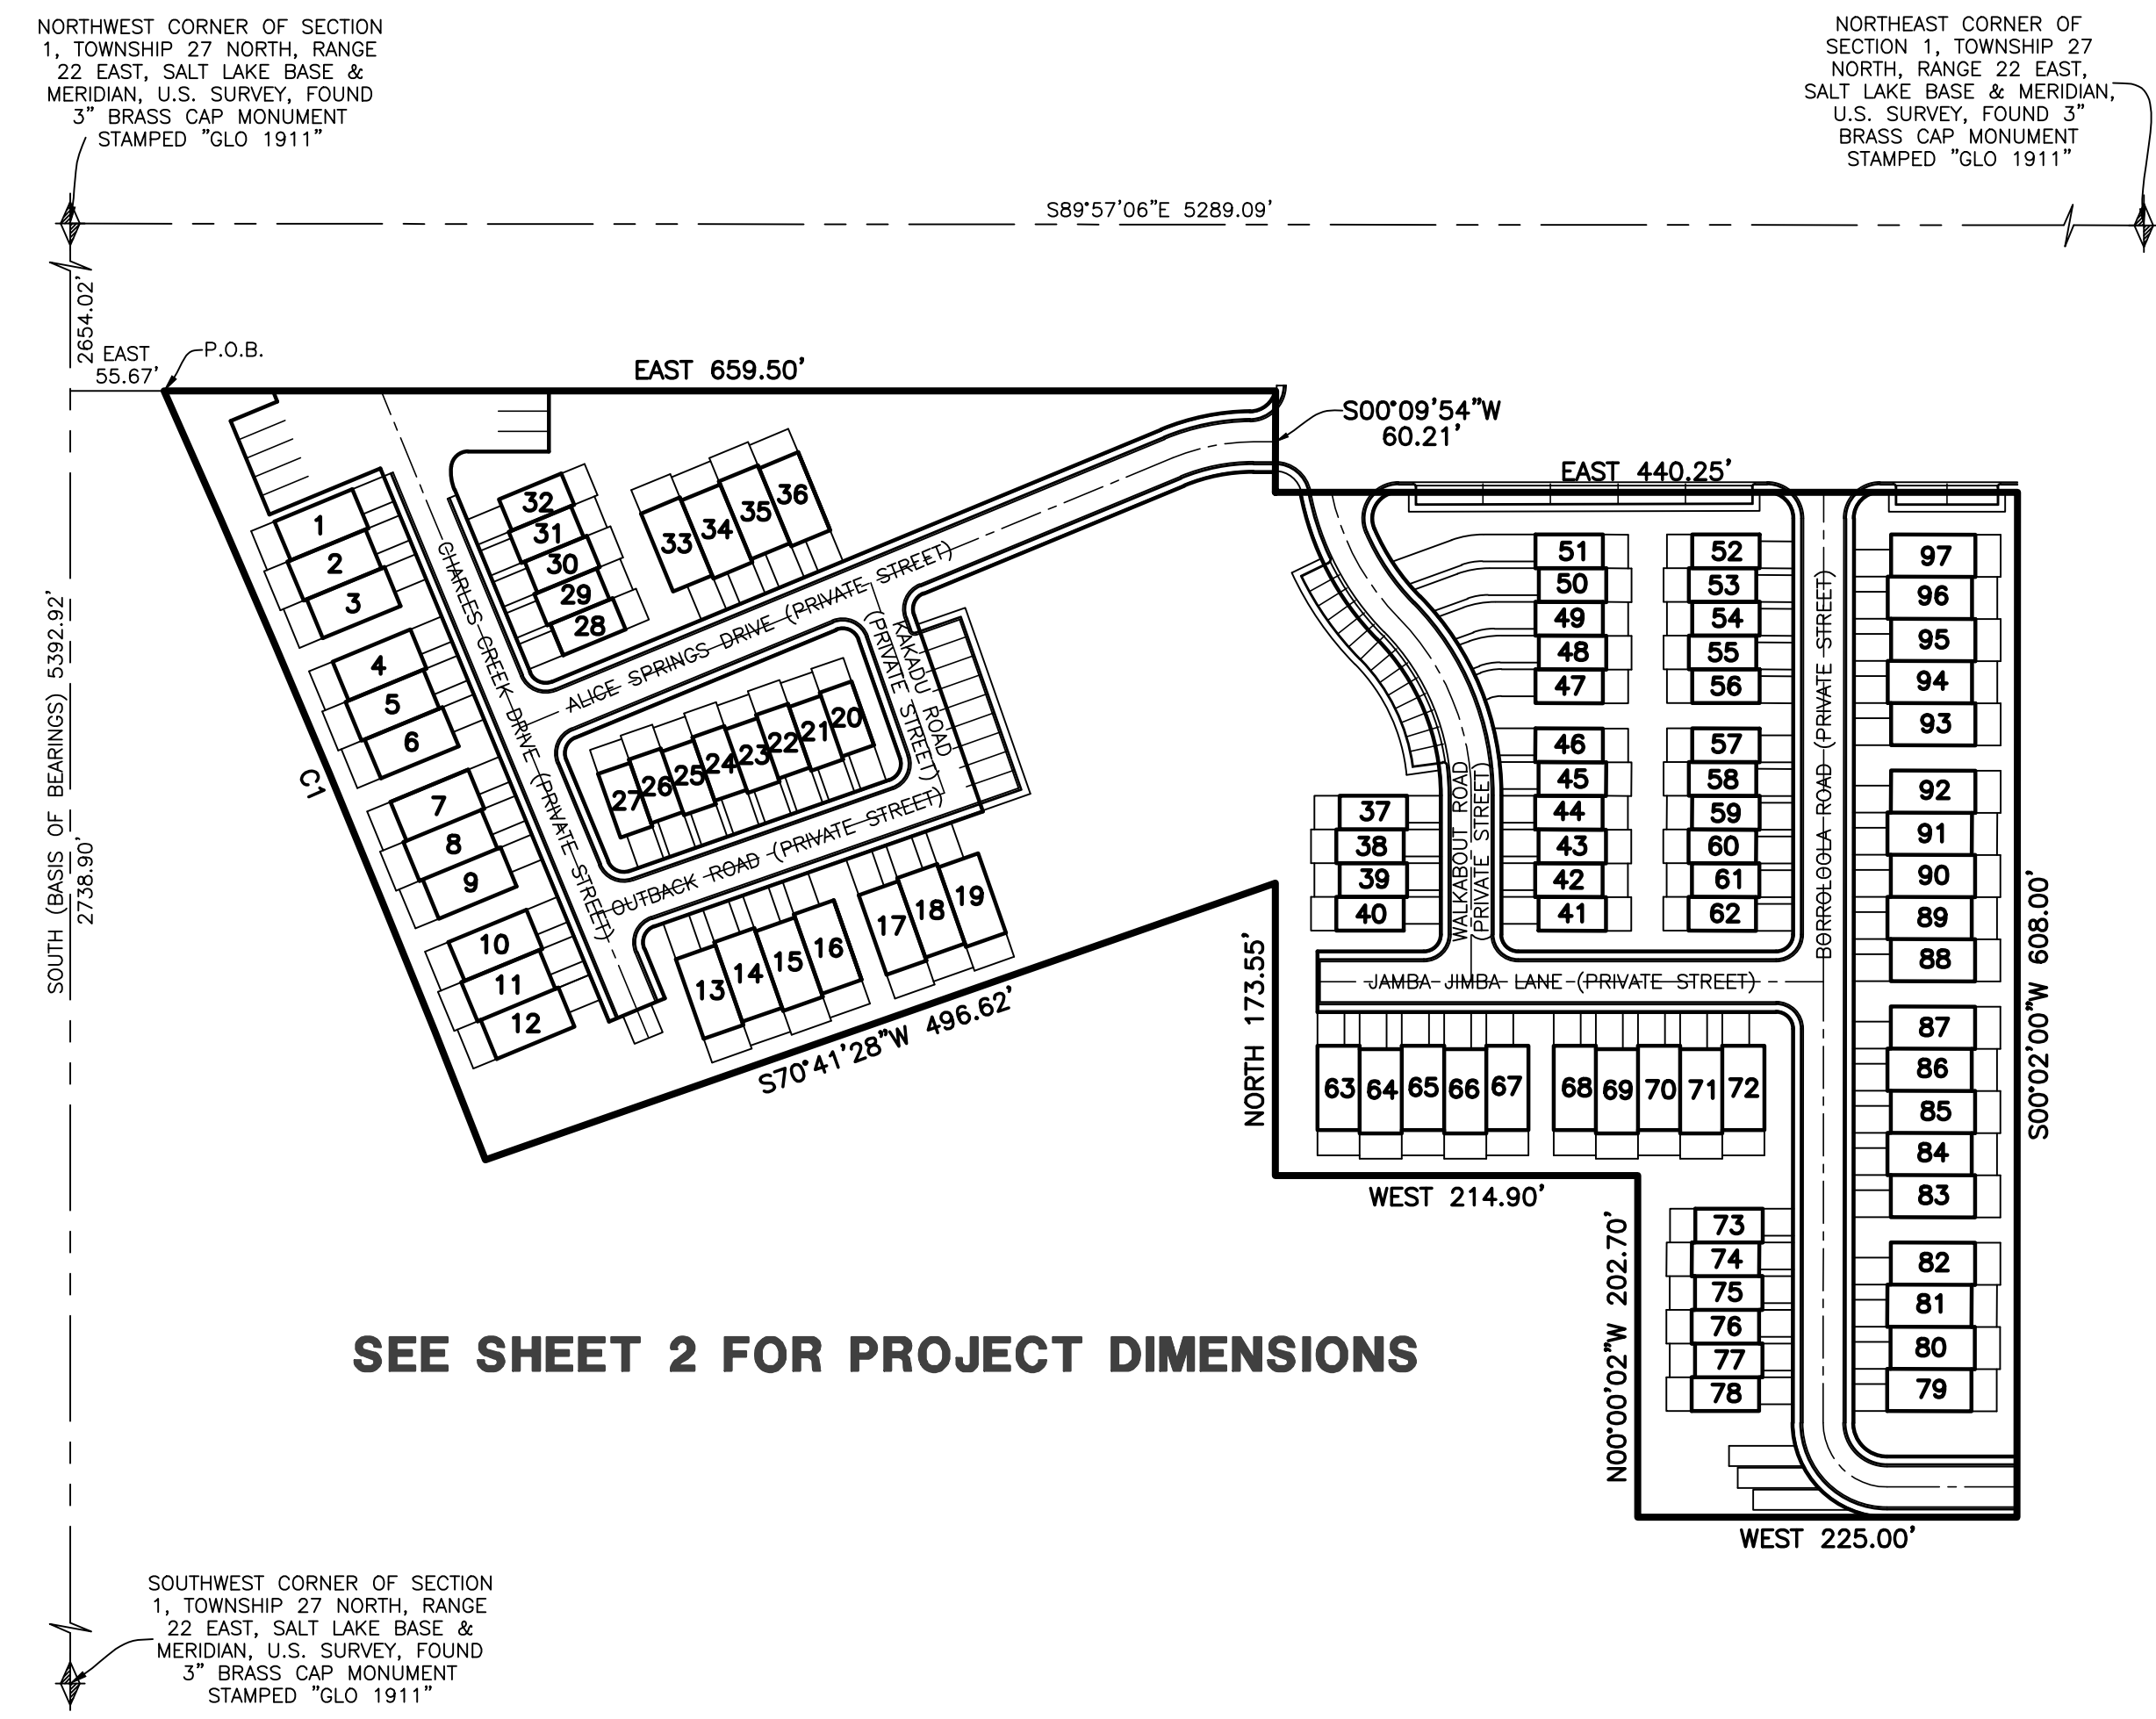 NORTHWEST CORNER OF SECTION
1, TOWNSHIP 27 NORTH, RANGE
22 EAST, SALT LAKE BASE &
MERIDIAN, U.S. SURVEY, FOUND
3" BRASS CAP MONUMENT
STAMPED "GLO 1911"
NORTHEAST CORNER OF
SECTION 1, TOWNSHIP 27
NORTH, RANGE 22 EAST,
SALT LAKE BASE & MERIDIAN,
U.S. SURVEY, FOUND 3"
BRASS CAP MONUMENT
STAMPED "GLO 1911"
S89°57'06"E 5289.09'
2654.02'
EAST
55.67'
P.O.B.
EAST 659.50'
S00°09'54"W
60.21'
EAST 440.25'
SOUTH (BASIS OF BEARINGS) 5392.92'
2738.90'
C1
1
2
3
4
5
6
7
8
9
10
11
12
13
14
15
16
17
18
19
20
21
22
23
24
25
26
27
28
29
30
31
32
33
34
35
36
CHARLES CREEK DRIVE (PRIVATE STREET)
ALICE SPRINGS DRIVE (PRIVATE STREET)
KAKADU ROAD
(PRIVATE STREET)
OUTBACK ROAD (PRIVATE STREET)
S70°41'28"W 496.62'
NORTH 173.55'
37
38
39
40
41
42
43
44
45
46
47
48
49
50
51
52
53
54
55
56
57
58
59
60
61
62
WALKABOUT ROAD
(PRIVATE STREET)
JAMBA JIMBA LANE (PRIVATE STREET)
BORROLOOLA ROAD (PRIVATE STREET)
63
64
65
66
67
68
69
70
71
72
73
74
75
76
77
78
79
80
81
82
83
84
85
86
87
88
89
90
91
92
93
94
95
96
97
S00°02'00"W 608.00'
WEST 214.90'
N00°00'02"W 202.70'
WEST 225.00'
SEE SHEET 2 FOR PROJECT DIMENSIONS
SOUTHWEST CORNER OF SECTION
1, TOWNSHIP 27 NORTH, RANGE
22 EAST, SALT LAKE BASE &
MERIDIAN, U.S. SURVEY, FOUND
3" BRASS CAP MONUMENT
STAMPED "GLO 1911"